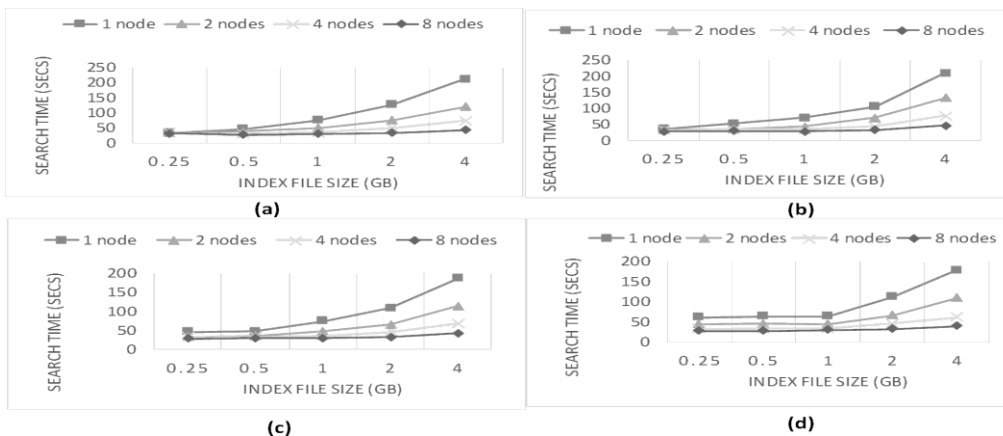 1 node 2 nodes 4 nodes 8 nodes
SEARCH TIME (SECS)
250
200
150
100
50
0
0.25 0.5 1 2 4
INDEX FILE SIZE (GB)
(a)
1 node 2 nodes 4 nodes 8 nodes
SEARCH TIME (SECS)
250
200
150
100
50
0
0.25 0.5 1 2 4
INDEX FILE SIZE (GB)
(b)
1 node 2 nodes 4 nodes 8 nodes
SEARCH TIME (SECS)
200
150
100
50
0
0.25 0.5 1 2 4
INDEX FILE SIZE (GB)
(c)
1 node 2 nodes 4 nodes 8 nodes
SEARCH TIME (SECS)
200
150
100
50
0
0.25 0.5 1 2 4
INDEX FILE SIZE (GB)
(d)